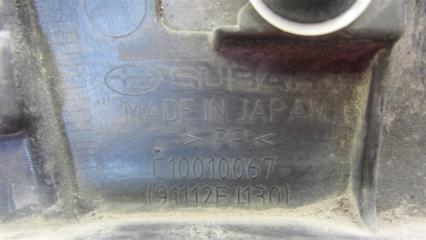 SUBARU
MADE IN JAPAN
>PP<
C10010067
(91112FJ130)